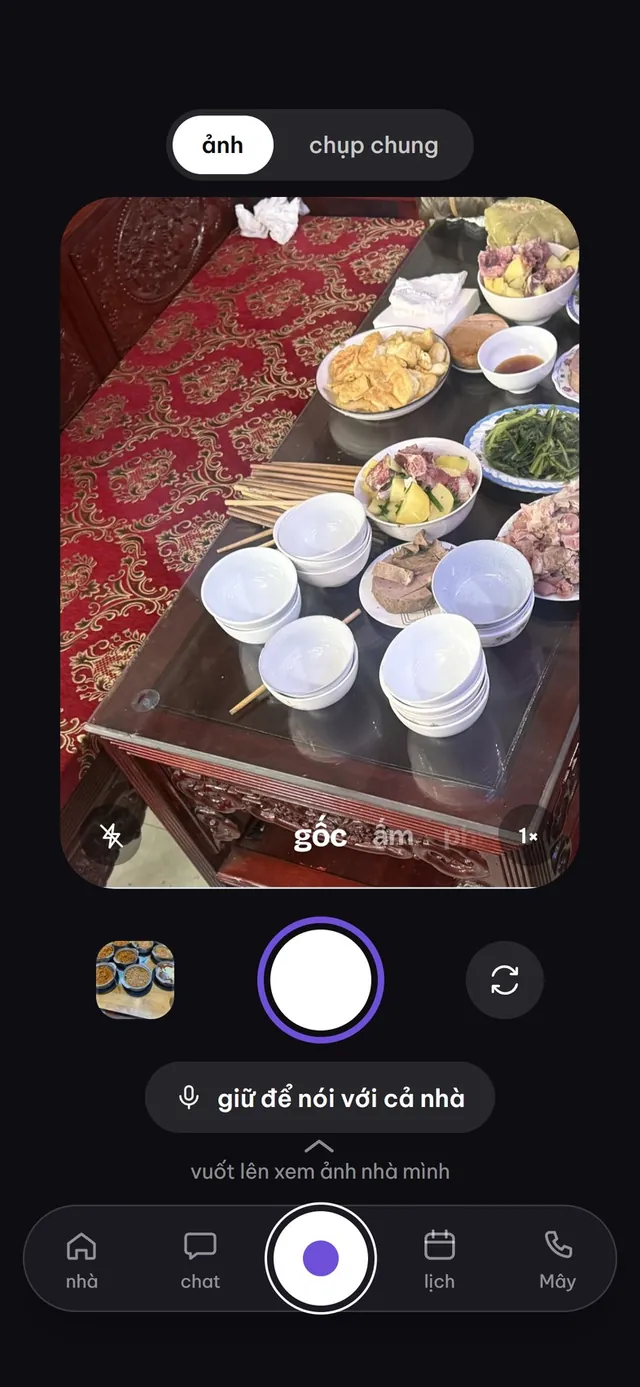 ảnh
chụp chung
gốc ấm
1×
giữ để nói với cả nhà
vuốt lên xem ảnh nhà mình
nhà
chat
lịch
Mây